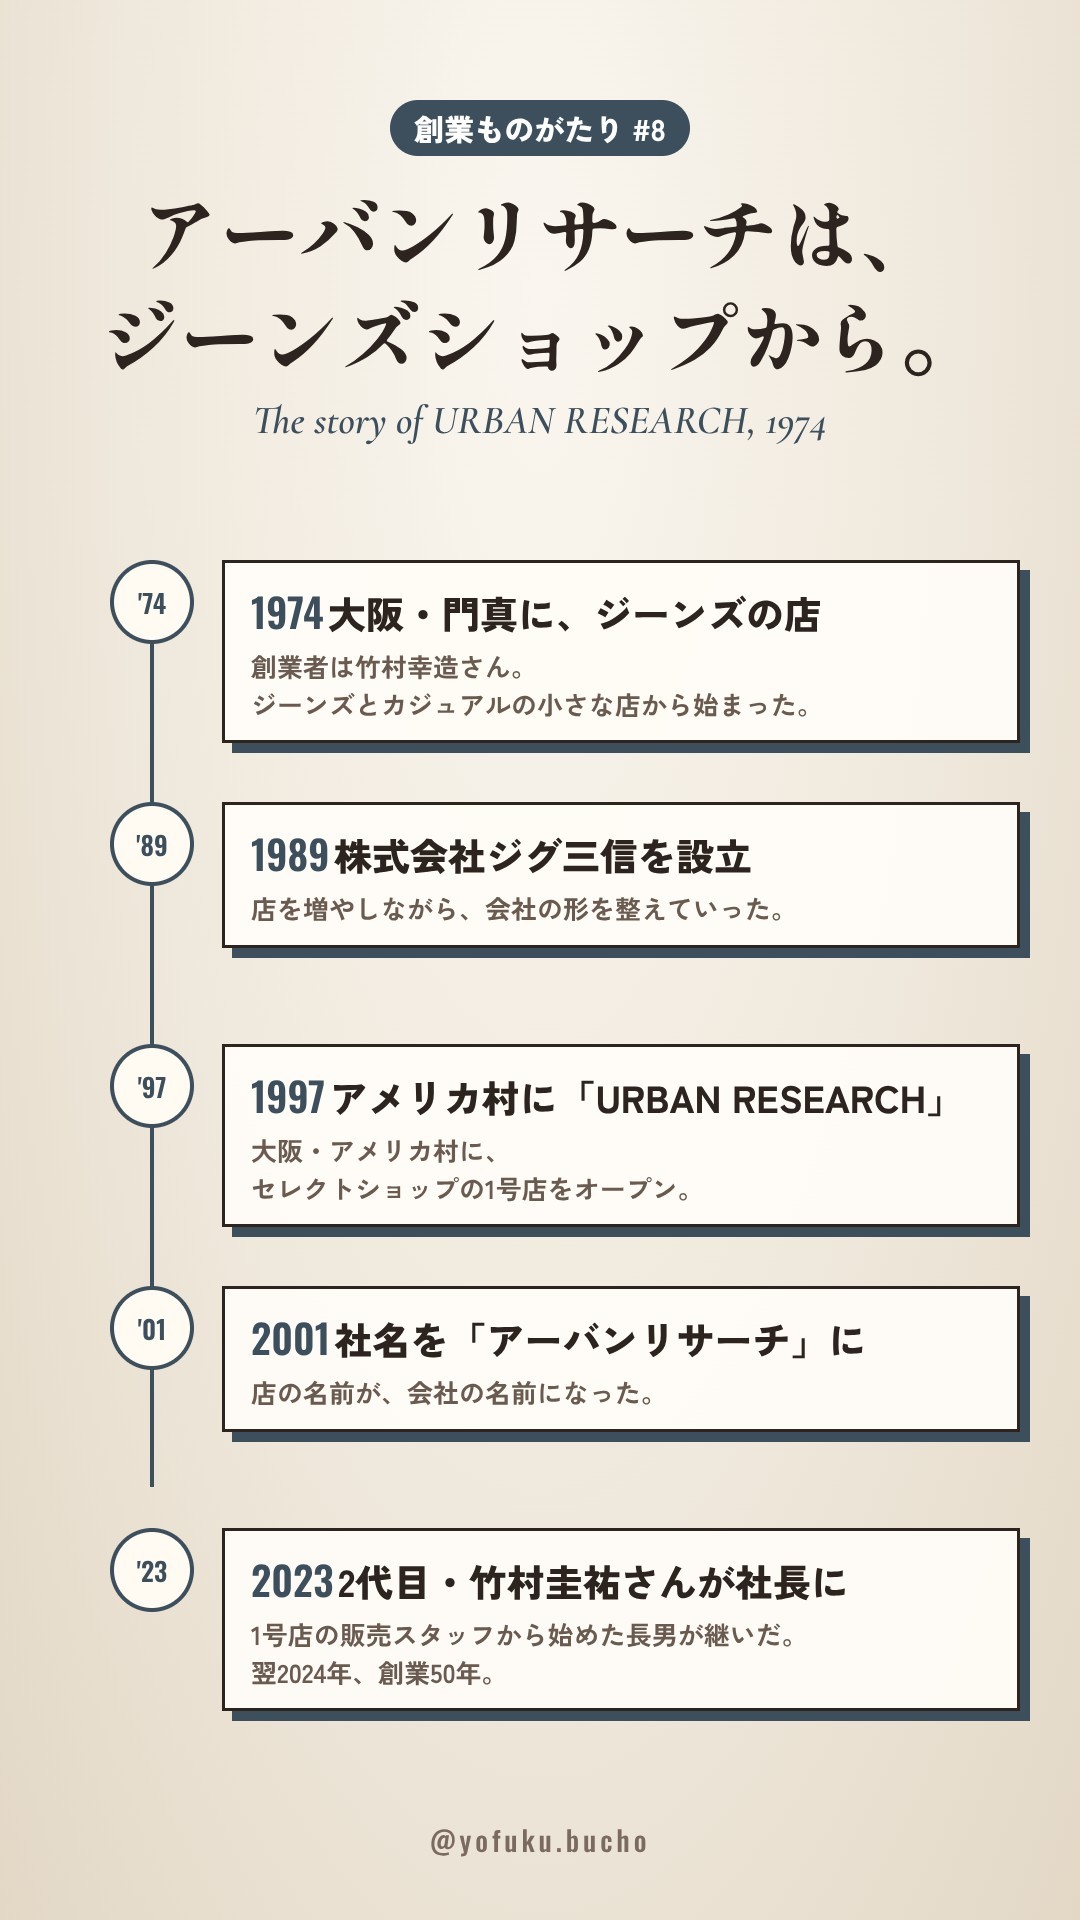 創業ものがたり #8
アーバンリサーチは、
ジーンズショップから。
The story of URBAN RESEARCH, 1974
'74
1974 大阪・門真に、ジーンズの店
創業者は竹村幸造さん。
ジーンズとカジュアルの小さな店から始まった。
'89
1989 株式会社ジグ三信を設立
店を増やしながら、会社の形を整えていった。
'97
1997 アメリカ村に「URBAN RESEARCH」
大阪・アメリカ村に、
セレクトショップの1号店をオープン。
'01
2001 社名を「アーバンリサーチ」に
店の名前が、会社の名前になった。
'23
2023 2代目・竹村圭祐さんが社長に
1号店の販売スタッフから始めた長男が継いだ。
翌2024年、創業50年。
@yofuku.bucho